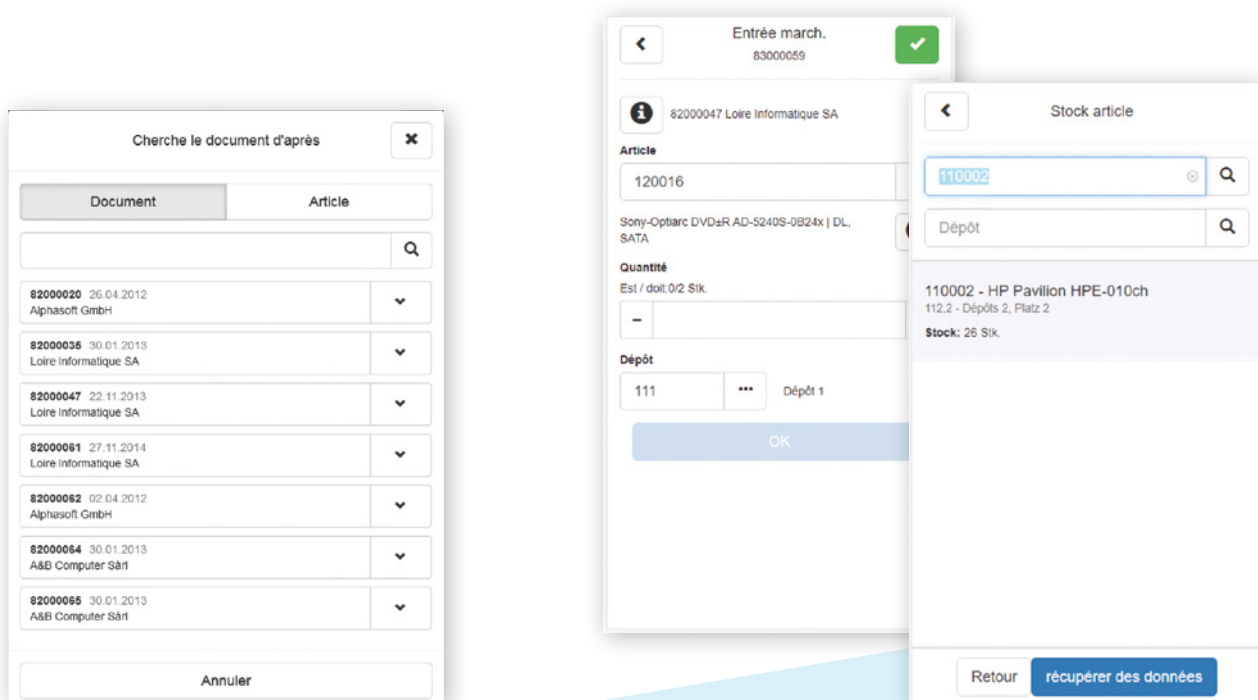 Cherche le document d'après
Document Article
82000020 26.04.2012
Alphasoft GmbH
82000035 30.01.2013
Loire Informatique SA
82000047 22.11.2013
Loire Informatique SA
82000061 27.11.2014
Loire Informatique SA
82000062 02.04.2012
Alphasoft GmbH
82000064 30.01.2013
A&B Computer Sàrl
82000065 30.01.2013
A&B Computer Sàrl
Annuler
Entrée march.
83000059
82000047 Loire Informatique SA
Article
120016
Sony-Optiarc DVD±R AD-5240S-0B24x | DL,
SATA
Quantité
Est / doit:0/2 Stk.
Dépôt
111 Dépôt 1
OK
Stock article
110002
Dépôt
110002 - HP Pavilion HPE-010ch
112,2 - Dépôts 2, Platz 2
Stock: 26 Stk.
Retour récupérer des données